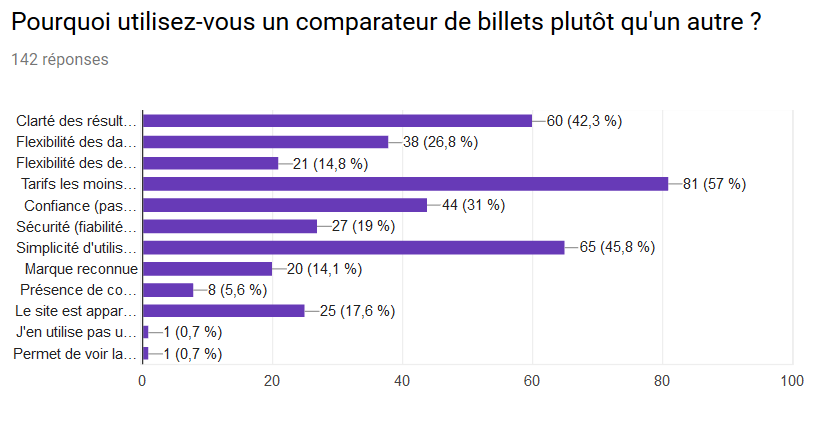 Pourquoi utilisez-vous un comparateur de billets plutôt qu'un autre ?
142 réponses
Clarté des résult… 60 (42,3 %)
Flexibilité des da… 38 (26,8 %)
Flexibilité des de… 21 (14,8 %)
Tarifs les moins… 81 (57 %)
Confiance (pas… 44 (31 %)
Sécurité (fiabilité… 27 (19 %)
Simplicité d'utilis… 65 (45,8 %)
Marque reconnue 20 (14,1 %)
Présence de co… 8 (5,6 %)
Le site est appar… 25 (17,6 %)
J'en utilise pas u… 1 (0,7 %)
Permet de voir la… 1 (0,7 %)
0 20 40 60 80 100